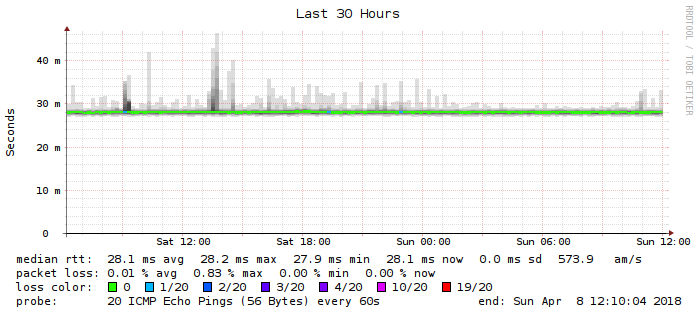 Last 30 Hours
RRDTOOL / TOBI OETIKER
Seconds
40 m
30 m
20 m
10 m
0
Sat 12:00 Sat 18:00 Sun 00:00 Sun 06:00 Sun 12:00
median rtt: 28.1 ms avg 28.2 ms max 27.9 ms min 28.1 ms now 0.0 ms sd 573.9 am/s
packet loss: 0.01 % avg 0.83 % max 0.00 % min 0.00 % now
loss color: 0 1/20 2/20 3/20 4/20 10/20 19/20
probe: 20 ICMP Echo Pings (56 Bytes) every 60s end: Sun Apr 8 12:10:04 2018